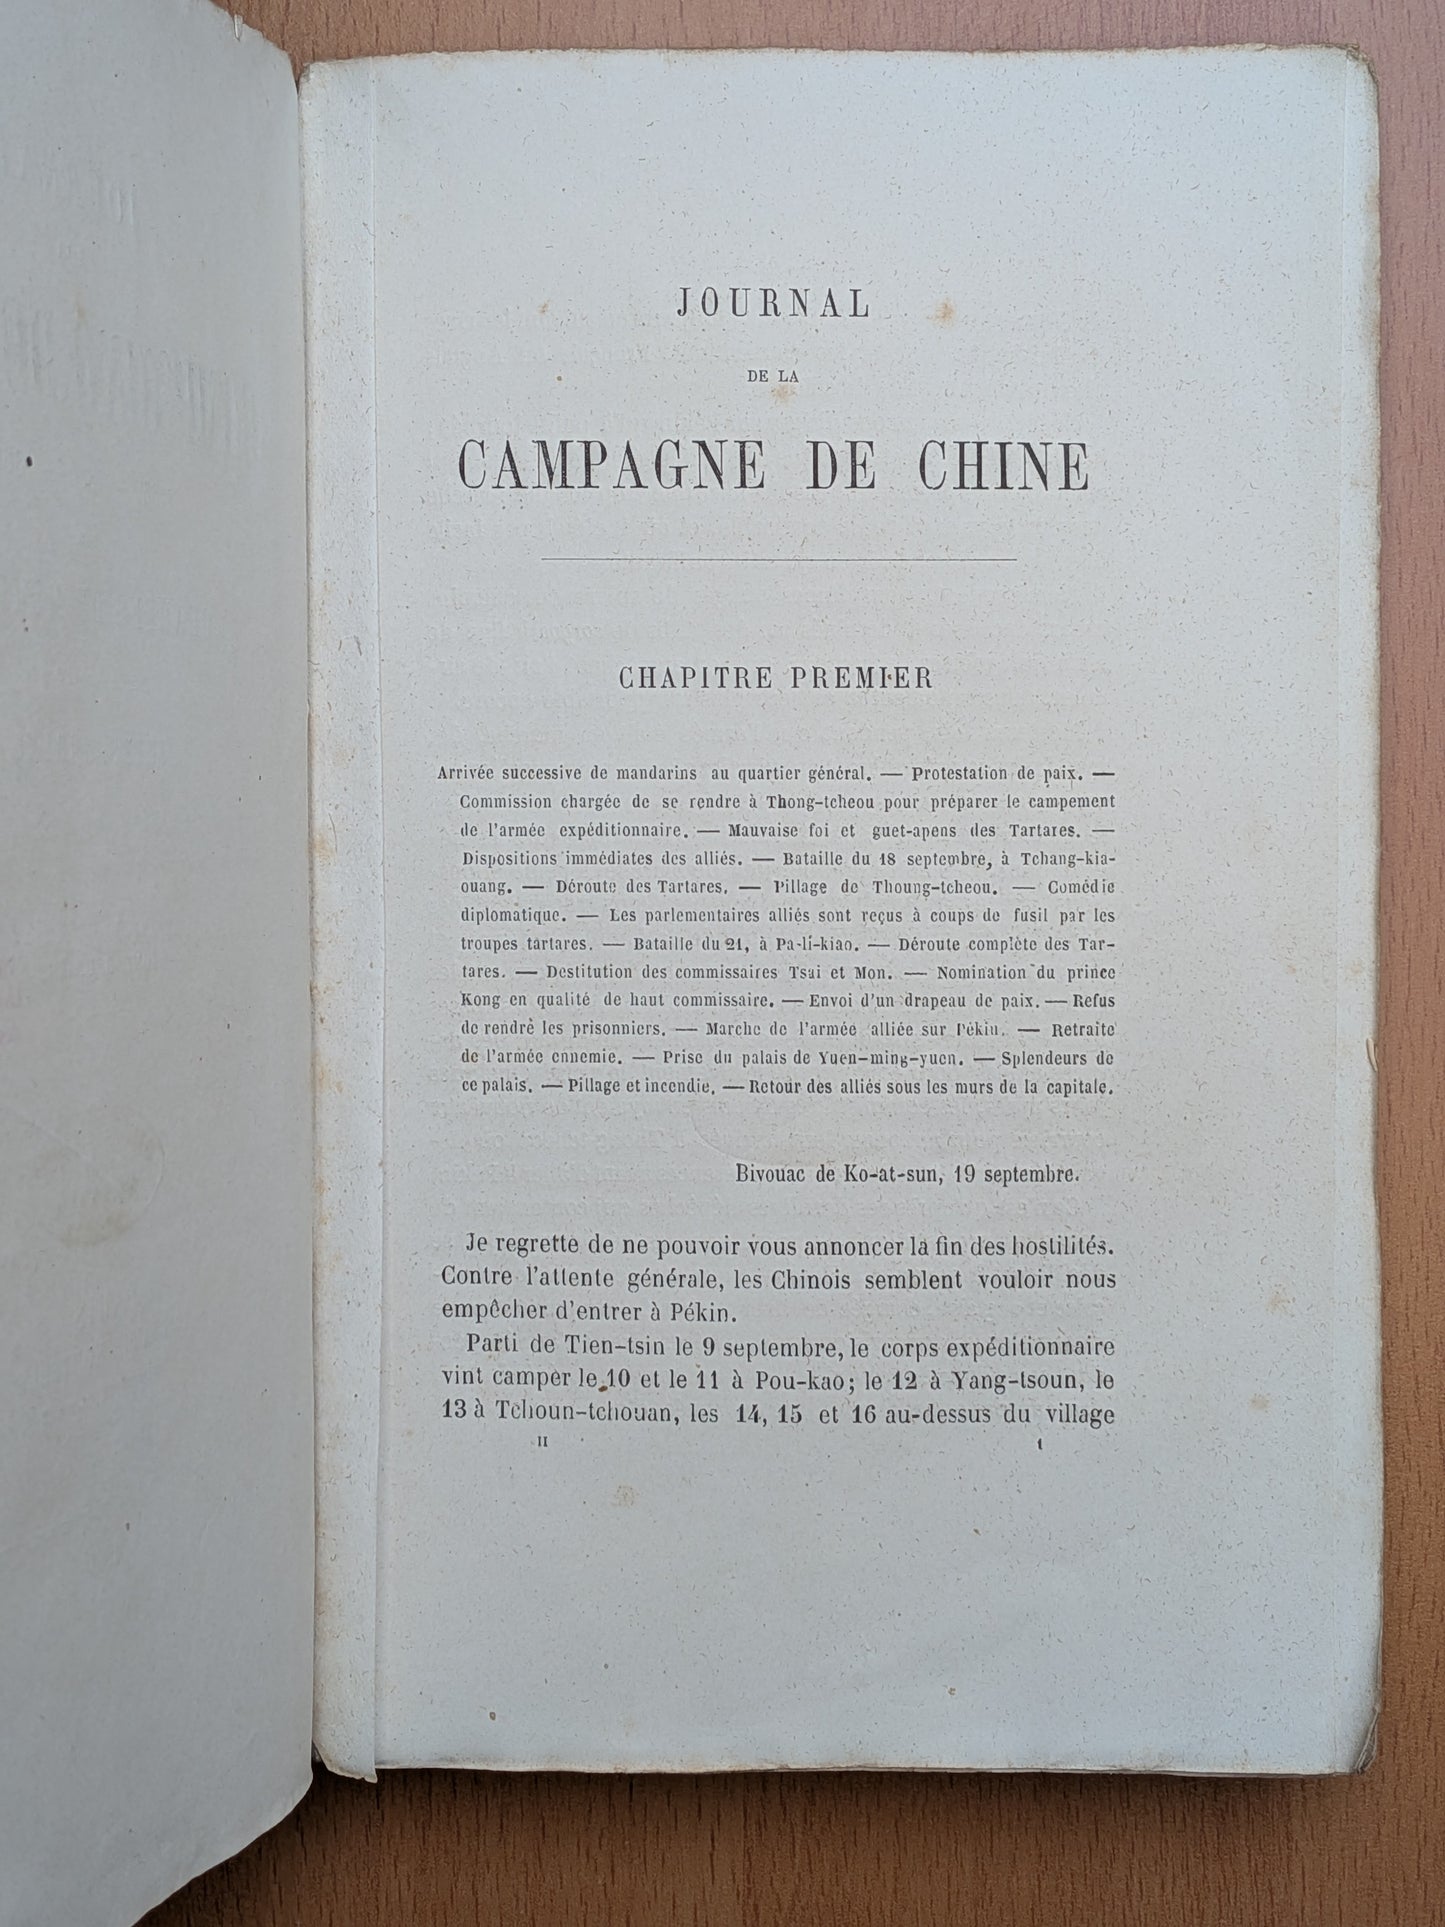 JOURNAL
DE LA
CAMPAGNE DE CHINE
CHAPITRE PREMIER
Arrivée successive de mandarins au quartier général. — Protestation de paix. —
Commission chargée de se rendre à Thong-tcheou pour préparer le campement
de l'armée expéditionnaire. — Mauvaise foi et guet-apens des Tartares. —
Dispositions immédiates des alliés. — Bataille du 18 septembre, à Tchang-kia-
ouang. — Déroute des Tartares. — Pillage de Thoung-tcheou. — Comédie
diplomatique. — Les parlementaires alliés sont reçus à coups de fusil par les
troupes tartares. — Bataille du 21, à Pa-lí-kiao. — Déroute complète des Tar-
tares. — Destitution des commissaires Tsai et Mon. — Nomination du prince
Kong en qualité de haut commissaire. — Envoi d'un drapeau de paix. — Refus
de rendre les prisonniers. — Marche de l'armée alliée sur Pékin. — Retraite
de l'armée ennemie. — Prise du palais de Yuen-ming-yuen. — Splendeurs de
ce palais. — Pillage et incendie. — Retour des alliés sous les murs de la capitale.
Bivouac de Ko-at-sun, 19 septembre.
Je regrette de ne pouvoir vous annoncer la fin des hostilités.
Contre l'attente générale, les Chinois semblent vouloir nous
empêcher d'entrer à Pékin.
Parti de Tien-tsin le 9 septembre, le corps expéditionnaire
vint camper le 10 et le 11 à Pou-kao; le 12 à Yang-tsoun, le
13 à Tchoun-tchouan, les 14, 15 et 16 au-dessus du village
II 1